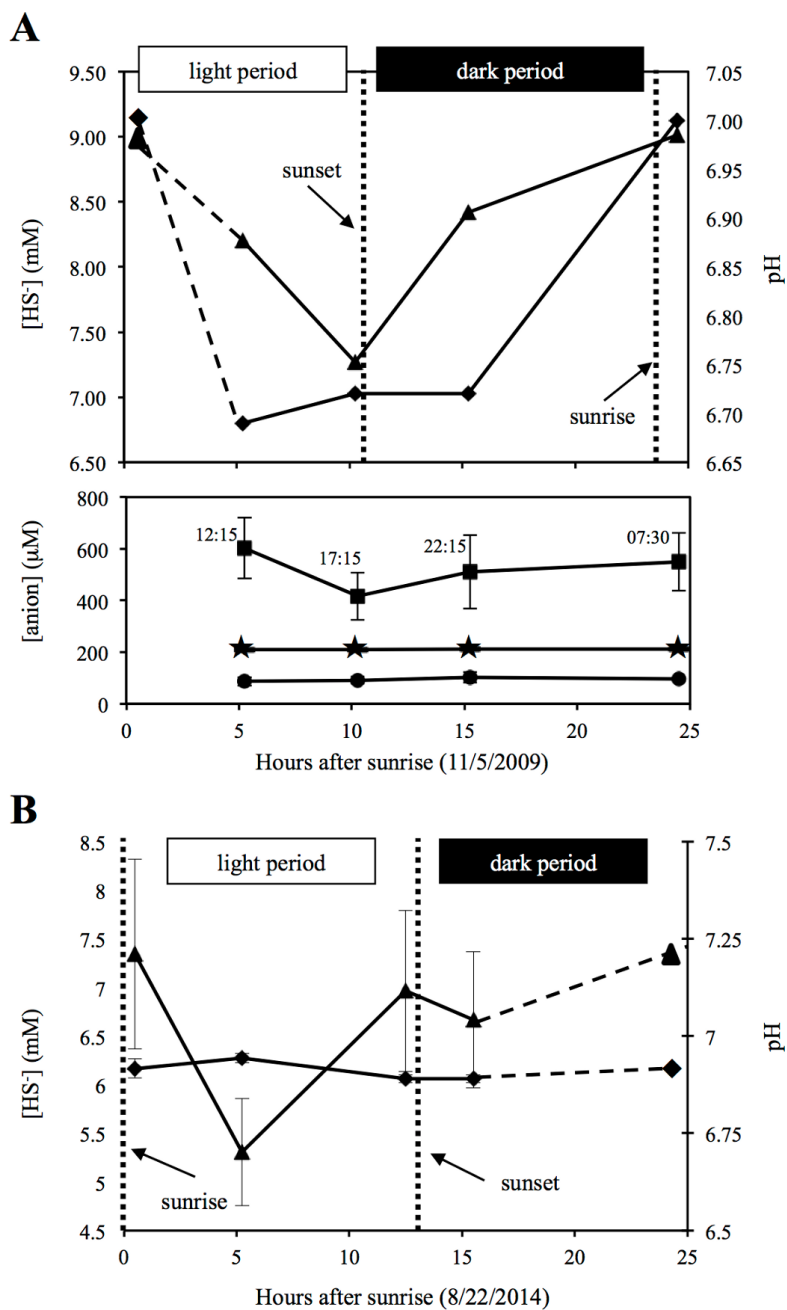 A
light period
dark period
9.50
9.00
8.50
8.00
7.50
7.00
6.50
[HS-] (mM)
7.05
7.00
6.95
6.90
6.85
6.80
6.75
6.70
6.65
pH
sunset
sunrise
800
600
400
200
0
[anion] (µM)
12:15
17:15
22:15
07:30
0 5 10 15 20 25
Hours after sunrise (11/5/2009)
B
light period
dark period
8.5
8
7.5
7
6.5
6
5.5
5
4.5
[HS-] (mM)
7.5
7.25
7
6.75
6.5
pH
sunrise
sunset
0 5 10 15 20 25
Hours after sunrise (8/22/2014)